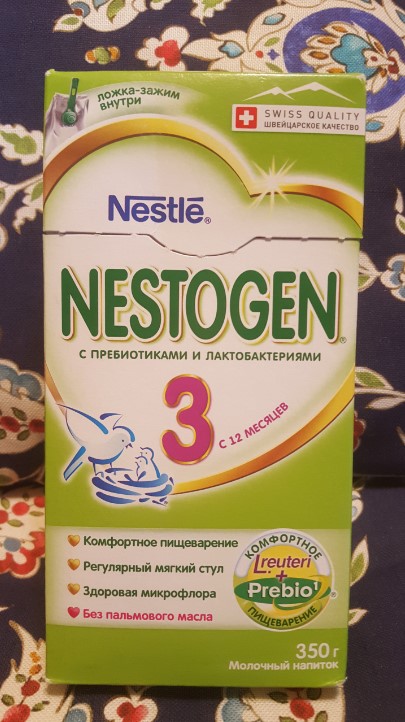 ложка-зажим
внутри
SWISS QUALITY
ШВЕЙЦАРСКОЕ КАЧЕСТВО
Nestlé®
NESTOGEN®
С ПРЕБИОТИКАМИ И ЛАКТОБАКТЕРИЯМИ
3
С 12 МЕСЯЦЕВ
Комфортное пищеварение
Регулярный мягкий стул
Здоровая микрофлора
Без пальмового масла
КОМФОРТНОЕ
L.reuteri
+
Prebio1®
ПИЩЕВАРЕНИЕ
350 г
Молочный напиток